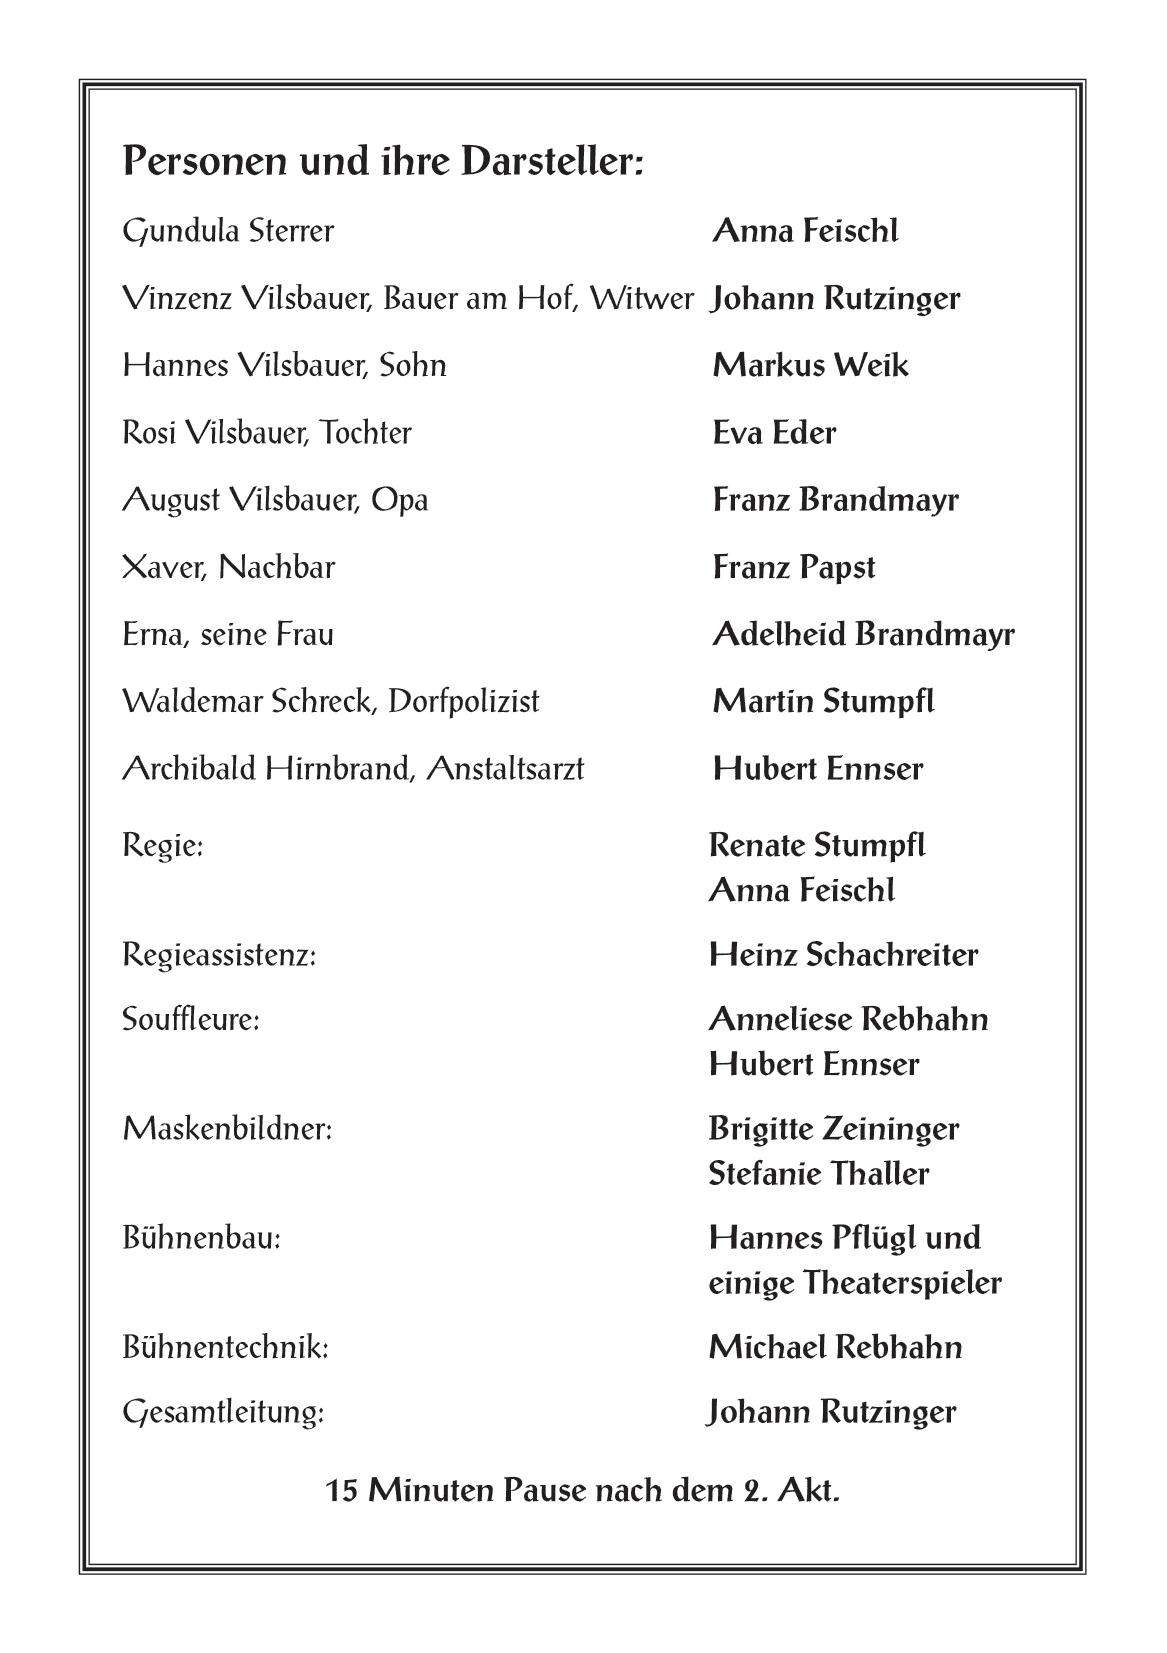 Personen und ihre Darsteller:
Gundula Sterrer Anna Feischl
Vinzenz Vilsbauer, Bauer am Hof, Witwer Johann Rutzinger
Hannes Vilsbauer, Sohn Markus Weik
Rosi Vilsbauer, Tochter Eva Eder
August Vilsbauer, Opa Franz Brandmayr
Xaver, Nachbar Franz Papst
Erna, seine Frau Adelheid Brandmayr
Waldemar Schreck, Dorfpolizist Martin Stumpfl
Archibald Hirnbrand, Anstaltsarzt Hubert Ennser
Regie: Renate Stumpfl
Anna Feischl
Regieassistenz: Heinz Schachreiter
Souffleure: Anneliese Rebhahn
Hubert Ennser
Maskenbildner: Brigitte Zeininger
Stefanie Thaller
Bühnenbau: Hannes Pflügl und
einige Theaterspieler
Bühnentechnik: Michael Rebhahn
Gesamtleitung: Johann Rutzinger
15 Minuten Pause nach dem 2. Akt.